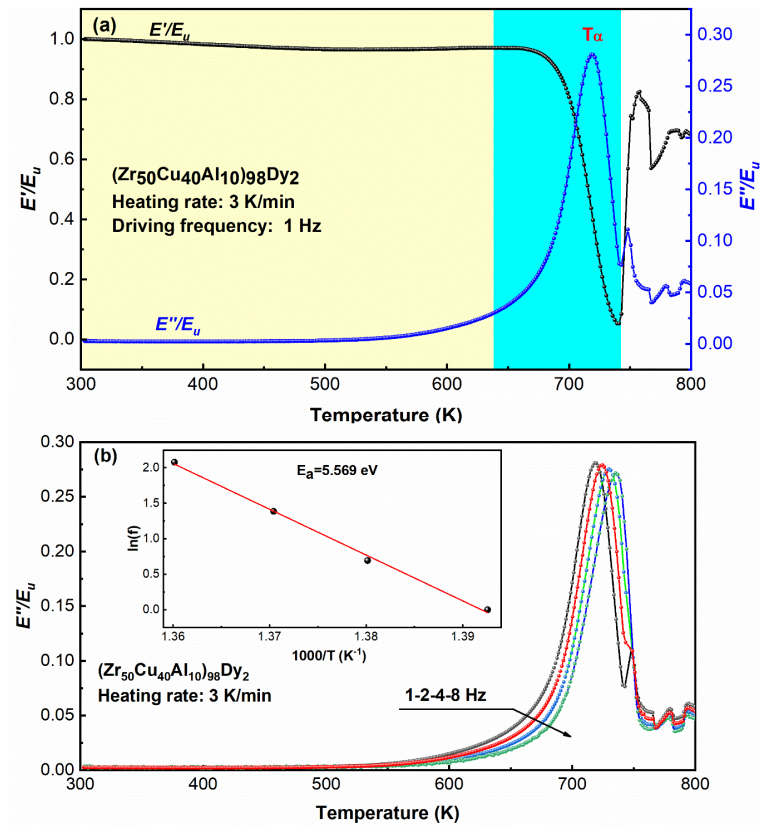 (a)
E'/Eu
Tα
(Zr50Cu40Al10)98Dy2
Heating rate: 3 K/min
Driving frequency: 1 Hz
E''/Eu
E'/Eu
1.0
0.8
0.6
0.4
0.2
0.0
0.30
0.25
0.20
0.15
0.10
0.05
0.00
E''/Eu
300 400 500 600 700 800
Temperature (K)
(b)
Ea=5.569 eV
ln(f)
2.0
1.5
1.0
0.5
0.0
1.36 1.37 1.38 1.39
1000/T (K-1)
(Zr50Cu40Al10)98Dy2
Heating rate: 3 K/min
1-2-4-8 Hz
E''/Eu
0.30
0.25
0.20
0.15
0.10
0.05
0.00
300 400 500 600 700 800
Temperature (K)